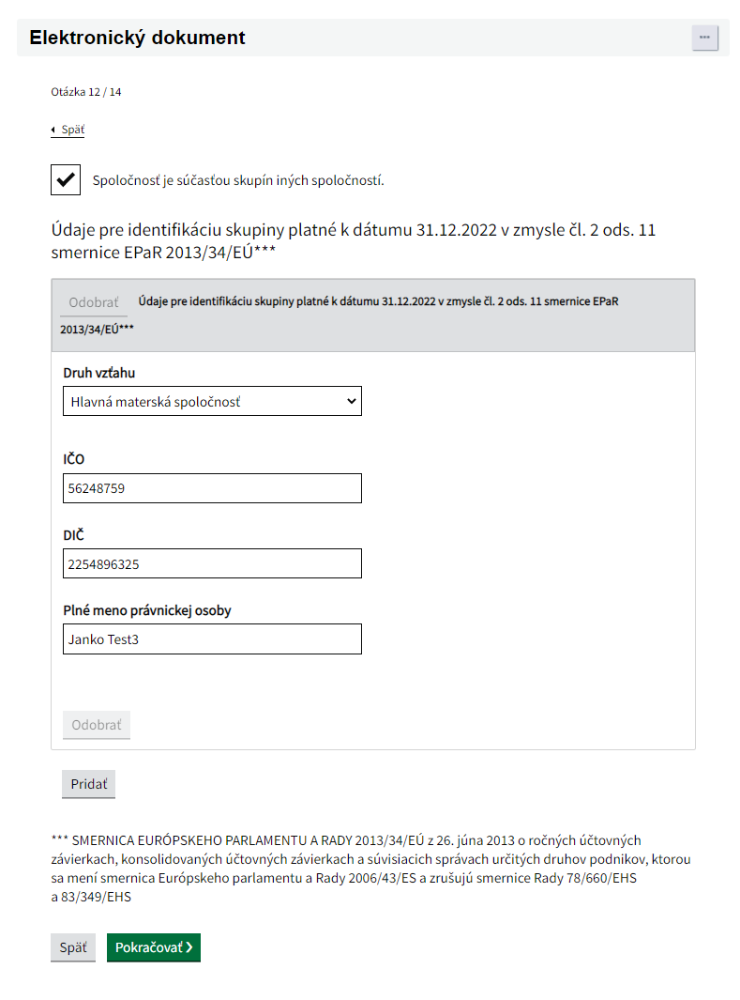 Elektronický dokument
Otázka 12 / 14
Späť
Spoločnosť je súčasťou skupín iných spoločností.
Údaje pre identifikáciu skupiny platné k dátumu 31.12.2022 v zmysle čl. 2 ods. 11
smernice EPaR 2013/34/EÚ***
Odobrať Údaje pre identifikáciu skupiny platné k dátumu 31.12.2022 v zmysle čl. 2 ods. 11 smernice EPaR
2013/34/EÚ***
Druh vzťahu
Hlavná materská spoločnosť
IČO
56248759
DIČ
2254896325
Plné meno právnickej osoby
Janko Test3
Odobrať
Pridať
*** SMERNICA EURÓPSKEHO PARLAMENTU A RADY 2013/34/EÚ z 26. júna 2013 o ročných účtovných
závierkach, konsolidovaných účtovných závierkach a súvisiacich správach určitých druhov podnikov, ktorou
sa mení smernica Európskeho parlamentu a Rady 2006/43/ES a zrušujú smernice Rady 78/660/EHS
a 83/349/EHS
Späť Pokračovať